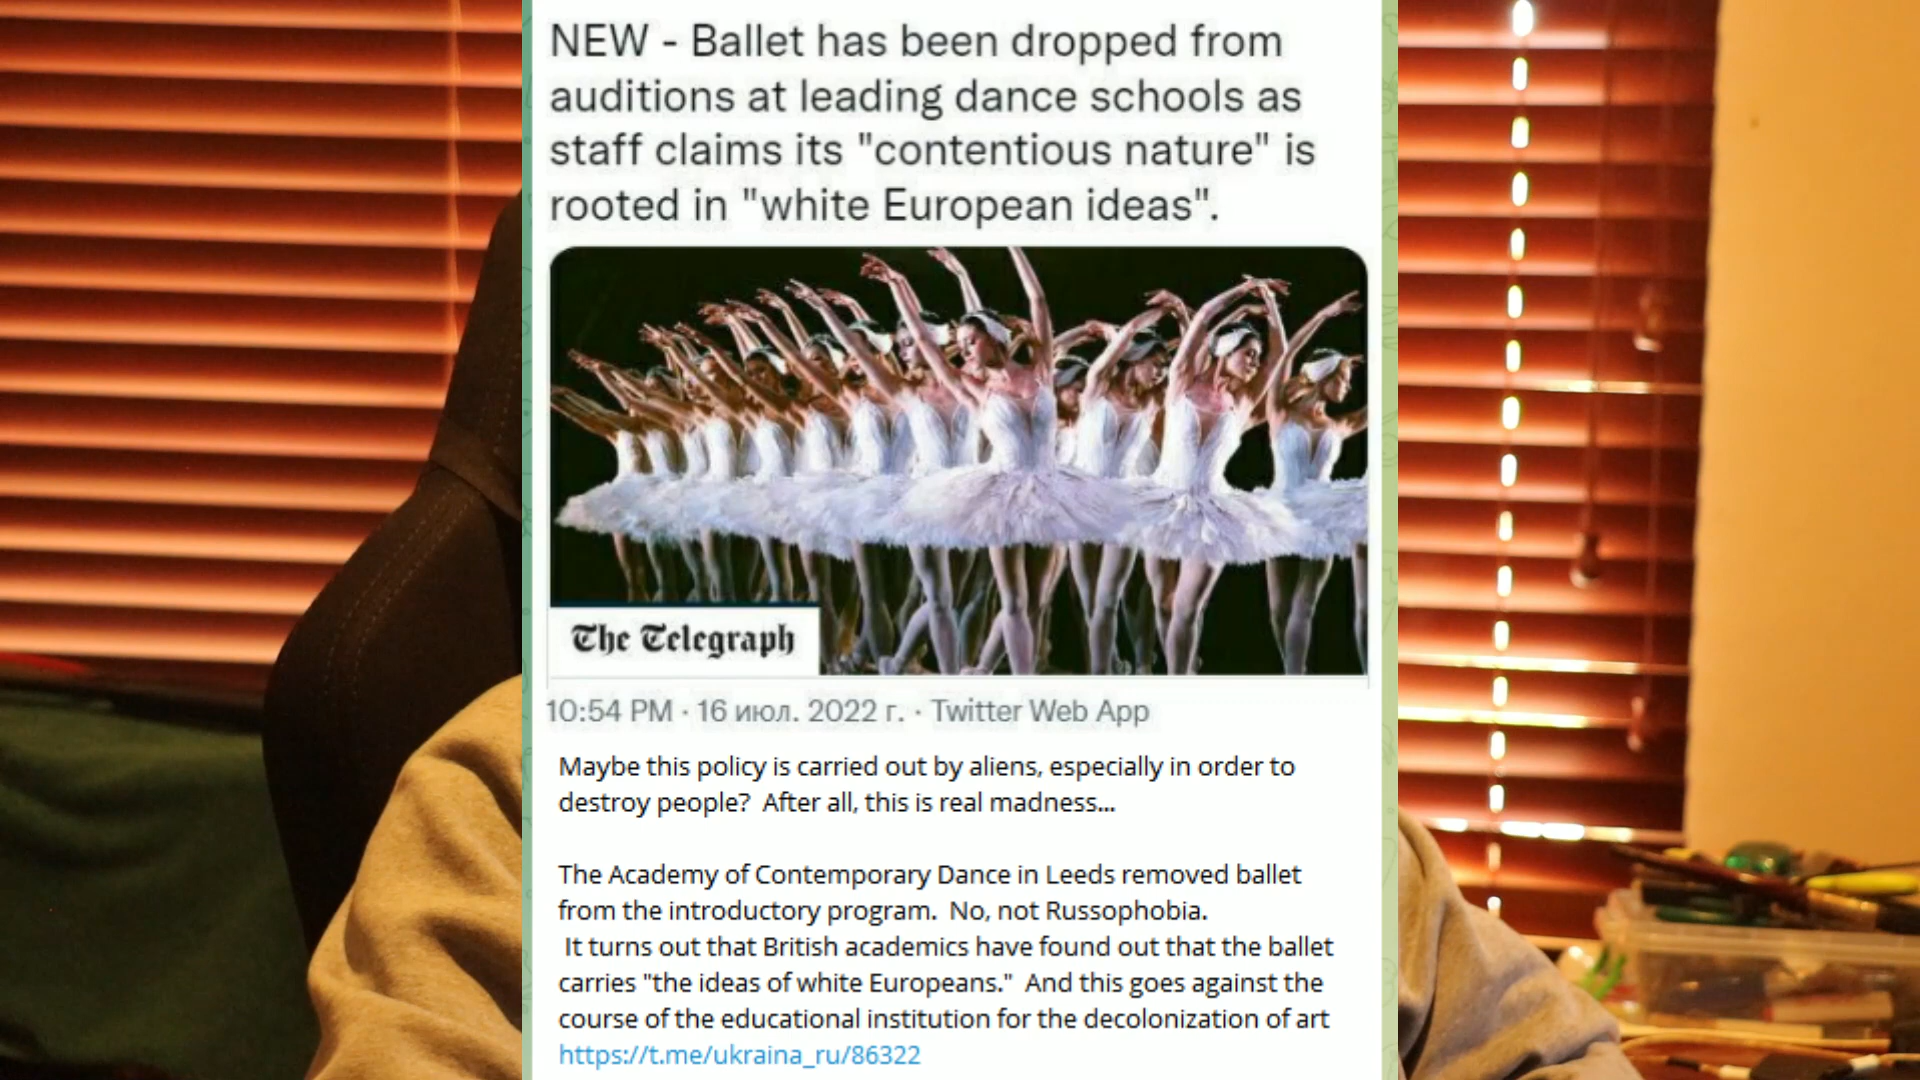 NEW - Ballet has been dropped from
auditions at leading dance schools as
staff claims its "contentious nature" is
rooted in "white European ideas".
The Telegraph
10:54 PM · 16 июл. 2022 г. · Twitter Web App
Maybe this policy is carried out by aliens, especially in order to
destroy people? After all, this is real madness...
The Academy of Contemporary Dance in Leeds removed ballet
from the introductory program. No, not Russophobia.
It turns out that British academics have found out that the ballet
carries "the ideas of white Europeans." And this goes against the
course of the educational institution for the decolonization of art
https://t.me/ukraina_ru/86322